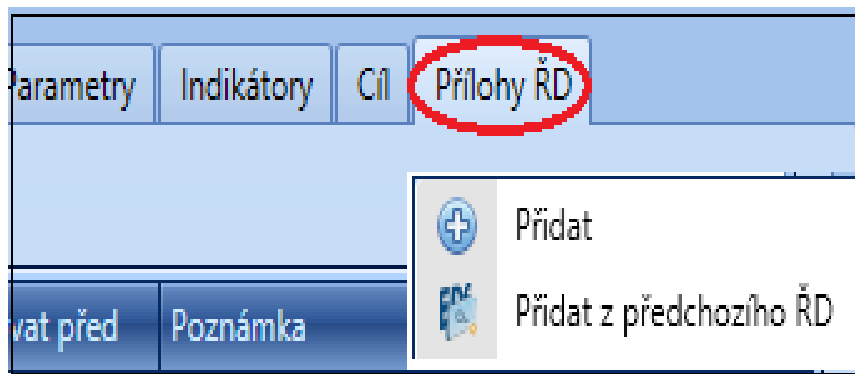 Parametry Indikátory Cíl Přílohy ŘD
Přidat
Přidat z předchozího ŘD
vat před Poznámka